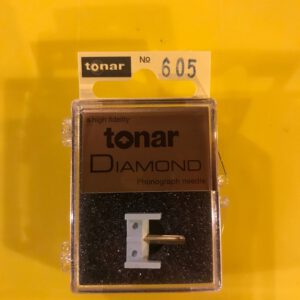 tonar
No 605
a high fidelity
tonar
DIAMOND
Phonograph needle